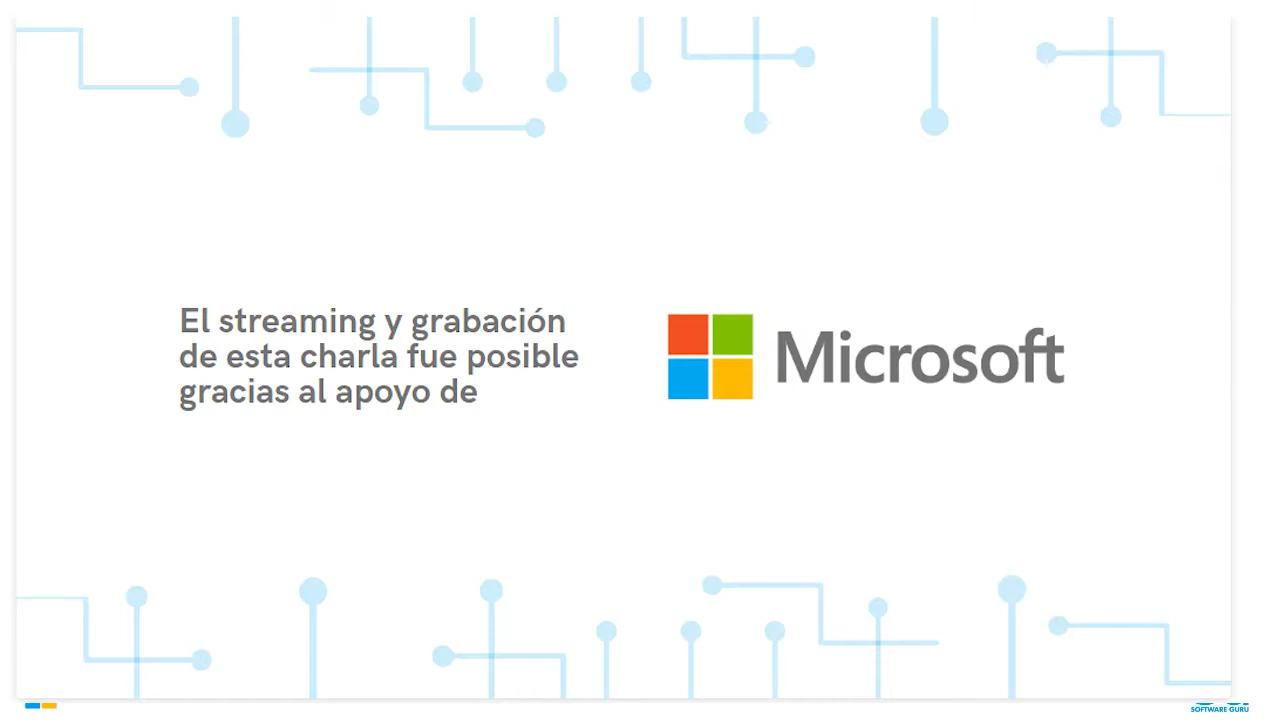 El streaming y grabación
de esta charla fue posible
gracias al apoyo de
Microsoft
SOFTWARE GURU